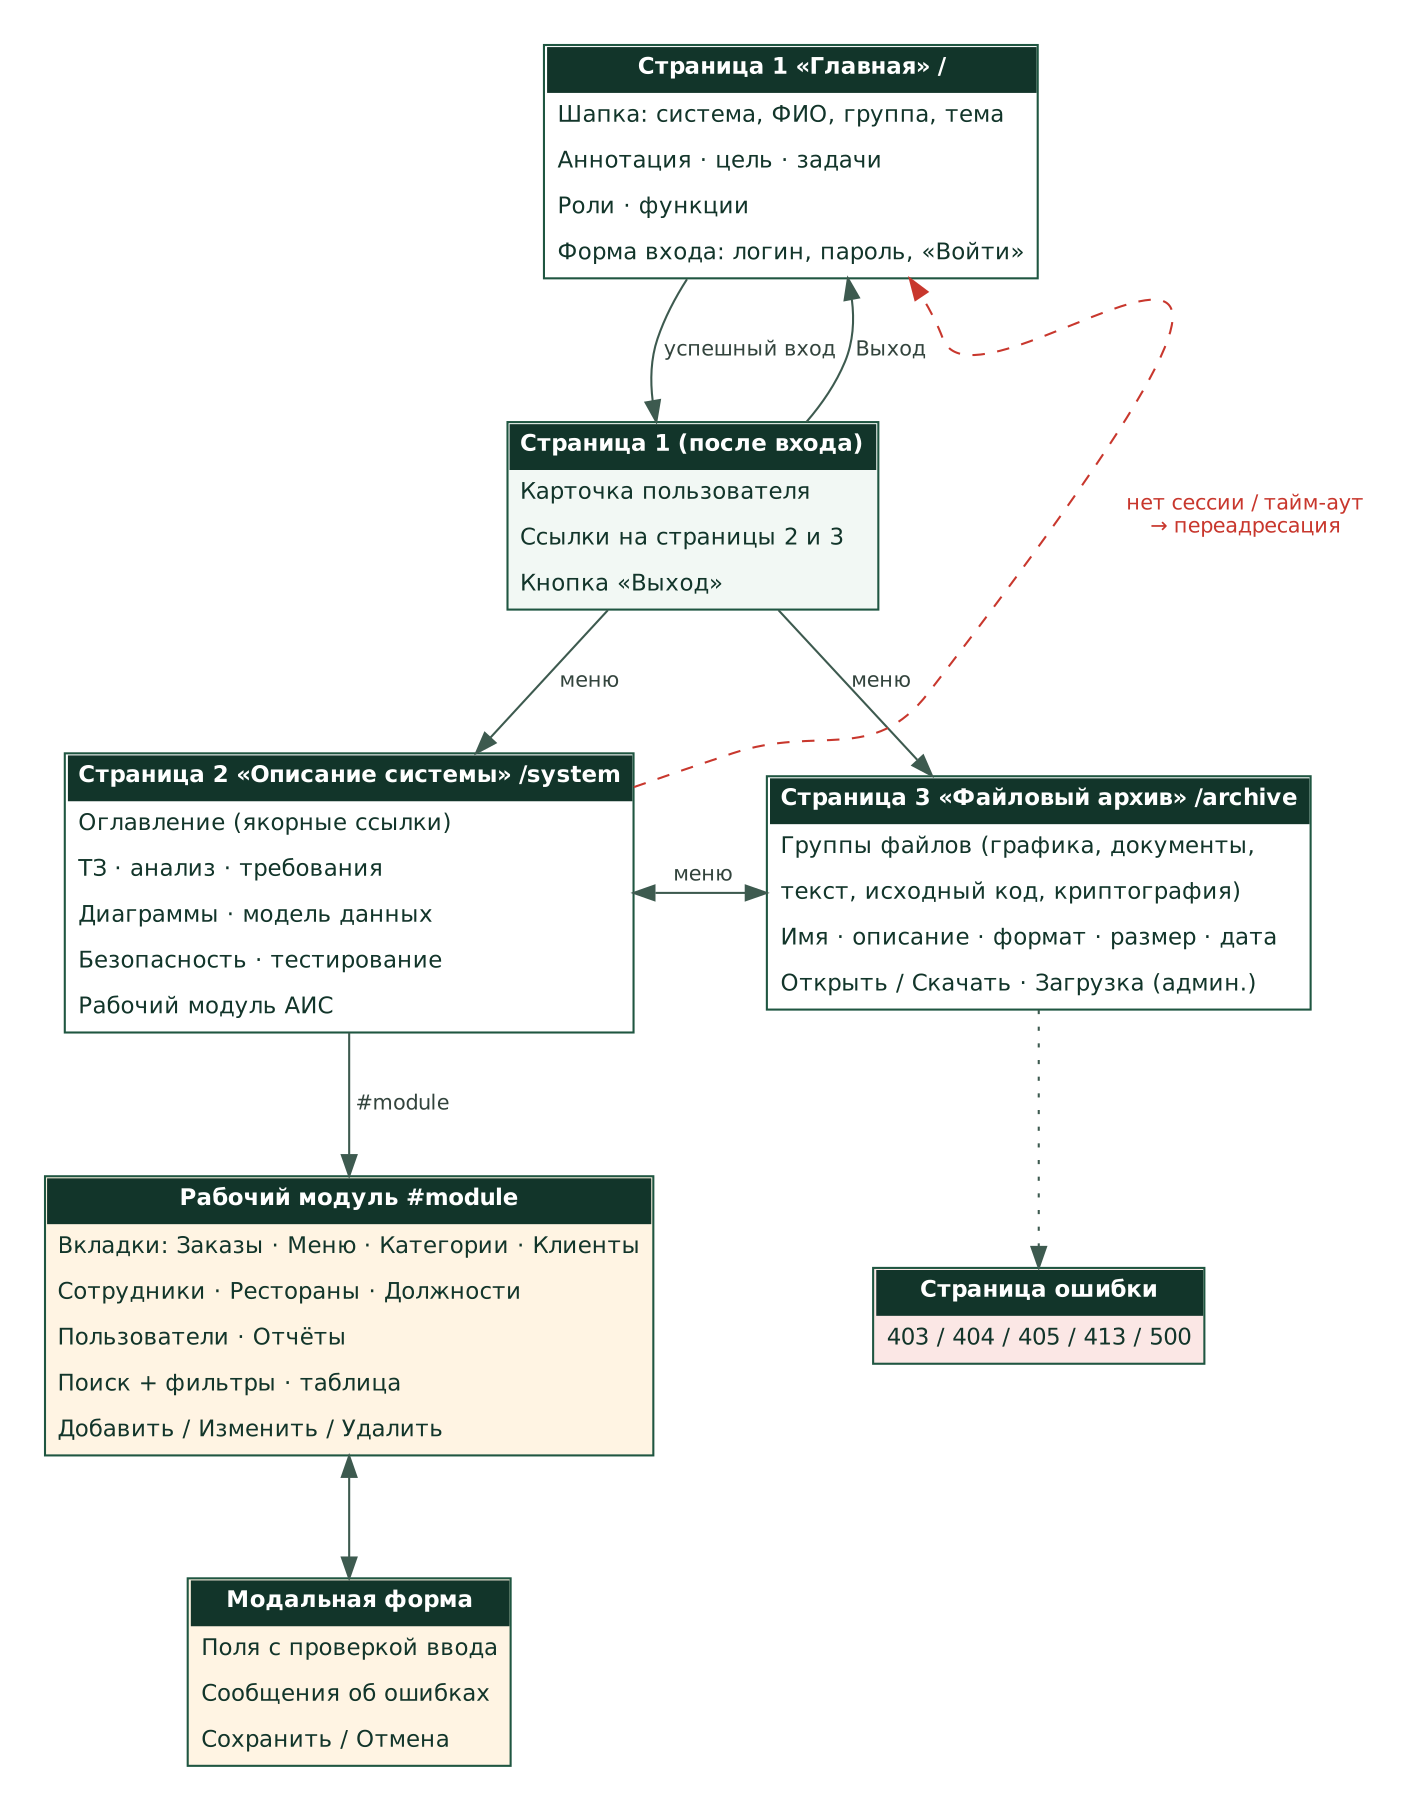 Страница 1 «Главная» /
Шапка: система, ФИО, группа, тема
Аннотация · цель · задачи
Роли · функции
Форма входа: логин, пароль, «Войти»
успешный вход
Выход
Страница 1 (после входа)
Карточка пользователя
Ссылки на страницы 2 и 3
Кнопка «Выход»
нет сессии / тайм-аут
→ переадресация
меню
меню
Страница 2 «Описание системы» /system
Оглавление (якорные ссылки)
ТЗ · анализ · требования
Диаграммы · модель данных
Безопасность · тестирование
Рабочий модуль АИС
меню
Страница 3 «Файловый архив» /archive
Группы файлов (графика, документы,
текст, исходный код, криптография)
Имя · описание · формат · размер · дата
Открыть / Скачать · Загрузка (админ.)
#module
Рабочий модуль #module
Вкладки: Заказы · Меню · Категории · Клиенты
Сотрудники · Рестораны · Должности
Пользователи · Отчёты
Поиск + фильтры · таблица
Добавить / Изменить / Удалить
Страница ошибки
403 / 404 / 405 / 413 / 500
Модальная форма
Поля с проверкой ввода
Сообщения об ошибках
Сохранить / Отмена